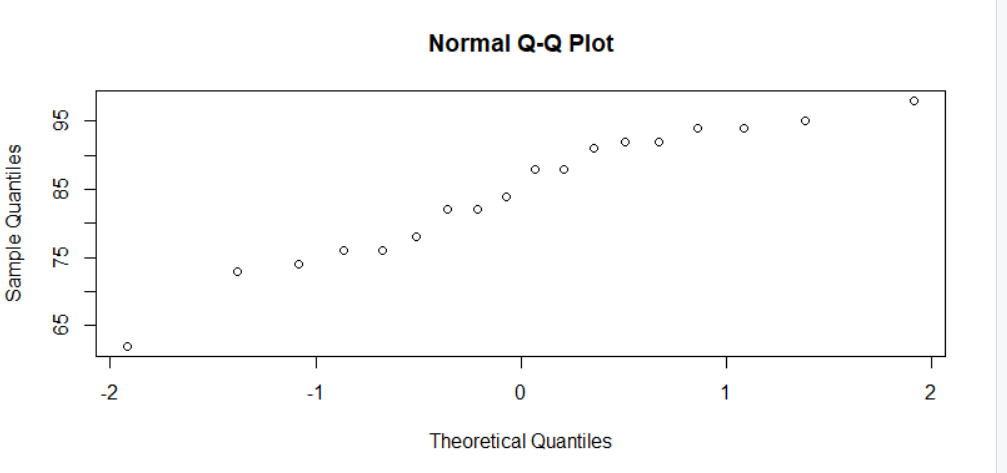 Normal Q-Q Plot
95
85
75
65
Sample Quantiles
-2 -1 0 1 2
Theoretical Quantiles